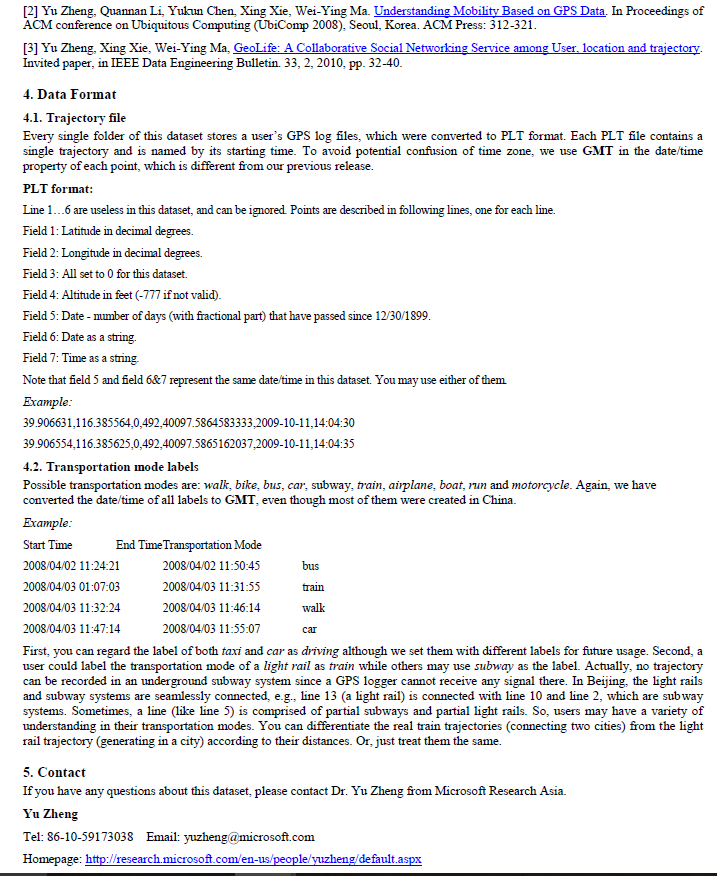 [2] Yu Zheng, Quannan Li, Yukun Chen, Xing Xie, Wei-Ying Ma. Understanding Mobility Based on GPS Data. In Proceedings of
ACM conference on Ubiquitous Computing (UbiComp 2008), Seoul, Korea. ACM Press: 312-321.
[3] Yu Zheng, Xing Xie, Wei-Ying Ma, GeoLife: A Collaborative Social Networking Service among User, location and trajectory.
Invited paper, in IEEE Data Engineering Bulletin. 33, 2, 2010, pp. 32-40.
4. Data Format
4.1. Trajectory file
Every single folder of this dataset stores a user's GPS log files, which were converted to PLT format. Each PLT file contains a
single trajectory and is named by its starting time. To avoid potential confusion of time zone, we use GMT in the date/time
property of each point, which is different from our previous release.
PLT format:
Line 1…6 are useless in this dataset, and can be ignored. Points are described in following lines, one for each line.
Field 1: Latitude in decimal degrees.
Field 2: Longitude in decimal degrees.
Field 3: All set to 0 for this dataset.
Field 4: Altitude in feet (-777 if not valid).
Field 5: Date - number of days (with fractional part) that have passed since 12/30/1899.
Field 6: Date as a string.
Field 7: Time as a string.
Note that field 5 and field 6&7 represent the same date/time in this dataset. You may use either of them.
Example:
39.906631,116.385564,0,492,40097.5864583333,2009-10-11,14:04:30
39.906554,116.385625,0,492,40097.5865162037,2009-10-11,14:04:35
4.2. Transportation mode labels
Possible transportation modes are: walk, bike, bus, car, subway, train, airplane, boat, run and motorcycle. Again, we have
converted the date/time of all labels to GMT, even though most of them were created in China.
Example:
Start Time End TimeTransportation Mode
2008/04/02 11:24:21 2008/04/02 11:50:45 bus
2008/04/03 01:07:03 2008/04/03 11:31:55 train
2008/04/03 11:32:24 2008/04/03 11:46:14 walk
2008/04/03 11:47:14 2008/04/03 11:55:07 car
First, you can regard the label of both taxi and car as driving although we set them with different labels for future usage. Second, a
user could label the transportation mode of a light rail as train while others may use subway as the label. Actually, no trajectory
can be recorded in an underground subway system since a GPS logger cannot receive any signal there. In Beijing, the light rails
and subway systems are seamlessly connected, e.g., line 13 (a light rail) is connected with line 10 and line 2, which are subway
systems. Sometimes, a line (like line 5) is comprised of partial subways and partial light rails. So, users may have a variety of
understanding in their transportation modes. You can differentiate the real train trajectories (connecting two cities) from the light
rail trajectory (generating in a city) according to their distances. Or, just treat them the same.
5. Contact
If you have any questions about this dataset, please contact Dr. Yu Zheng from Microsoft Research Asia.
Yu Zheng
Tel: 86-10-59173038 Email: yuzheng@microsoft.com
Homepage: http://research.microsoft.com/en-us/people/yuzheng/default.aspx